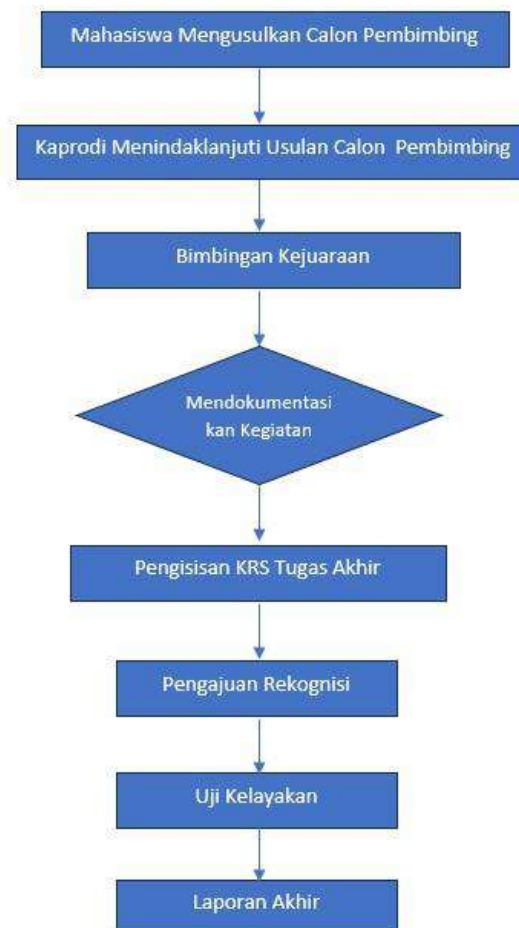 Mahasiswa Mengusulkan Calon Pembimbing
Kaprodi Menindaklanjuti Usulan Calon Pembimbing
Bimbingan Kejuaraan
Mendokumentasi
kan Kegiatan
Pengisisan KRS Tugas Akhir
Pengajuan Rekognisi
Uji Kelayakan
Laporan Akhir